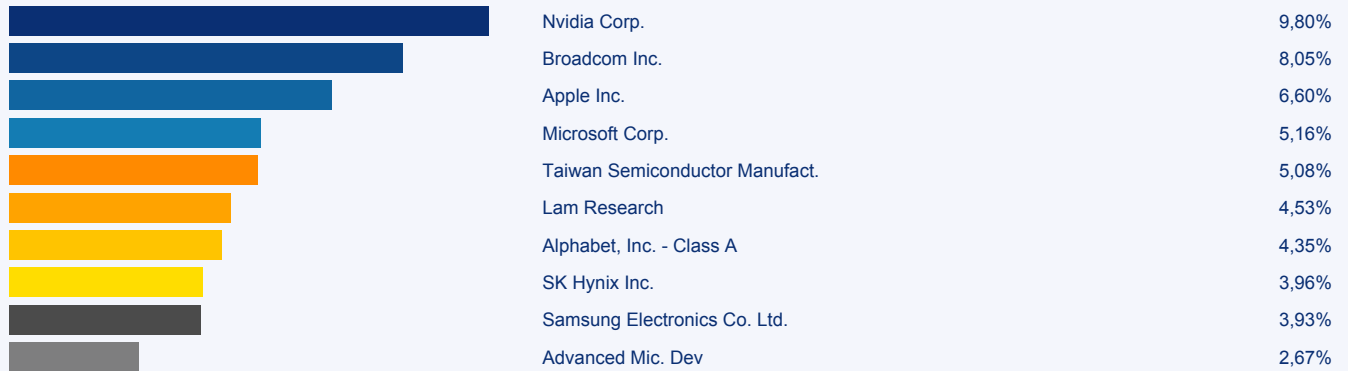 Nvidia Corp. 9,80%
Broadcom Inc. 8,05%
Apple Inc. 6,60%
Microsoft Corp. 5,16%
Taiwan Semiconductor Manufact. 5,08%
Lam Research 4,53%
Alphabet, Inc. - Class A 4,35%
SK Hynix Inc. 3,96%
Samsung Electronics Co. Ltd. 3,93%
Advanced Mic. Dev 2,67%